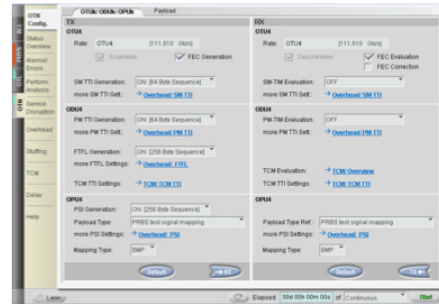 OTN Config.
Status Overview
Alarms/ Errors
Perform. Analysis
Service Disruption
Overhead
Stuffing
TCM
Delay
Help
OTUk/ ODUk/ OPUk
Payload
TX
OTU4
Rate: OTU4 [111.810 Gb/s]
Scrambler
FEC Generation
SM TTI Generation: ON [64 Byte Sequence]
more SM TTI Sett.: Overhead/ SM TTI
ODU4
PM TTI Generation: ON [64 Byte Sequence]
more PM TTI Sett.: Overhead/ PM TTI
FTFL Generation: ON [256 Byte Sequence]
more FTFL Settings: Overhead/ FTFL
TCM TTI Settings: TCM/ TCM TTI
OPU4
PSI Generation: ON [256 Byte Sequence]
Payload Type: PRBS test signal mapping
more PSI Settings: Overhead/ PSI
Mapping Type: BMP
Default
RX
RX
OTU4
Rate: OTU4 [111.810 Gb/s]
Descrambler
FEC Evaluation
FEC Correction
SM-TIM Evaluation: OFF
more SM TTI Sett.: Overhead/ SM TTI
ODU4
PM-TIM Evaluation: OFF
more PM TTI Sett.: Overhead/ PM TTI
TCM Evaluation: TCM/ Overview
TCM TTI Settings: TCM/ TCM TTI
OPU4
Payload Type Ref.: PRBS test signal mapping
more PSI Settings: Overhead/ PSI
Mapping Type: BMP
Default
TX
Laser
Elapsed: 00d 00h 00m 00s of Continuous
Start